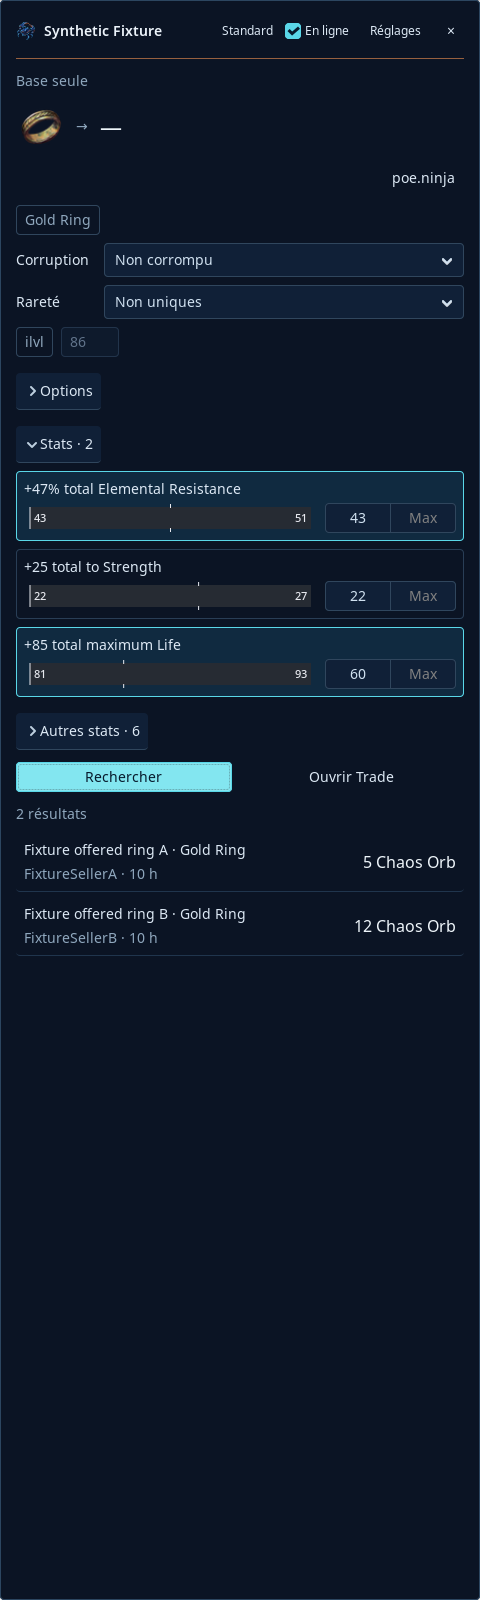 Synthetic Fixture Standard En ligne Réglages ×
Base seule
→ —
poe.ninja
Gold Ring
Corruption Non corrompu
Rareté Non uniques
ilvl 86
Options
Stats · 2
+47% total Elemental Resistance
43 51 43 Max
+25 total to Strength
22 27 22 Max
+85 total maximum Life
81 93 60 Max
Autres stats · 6
Rechercher Ouvrir Trade
2 résultats
Fixture offered ring A · Gold Ring
5 Chaos Orb
FixtureSellerA · 10 h
Fixture offered ring B · Gold Ring
12 Chaos Orb
FixtureSellerB · 10 h